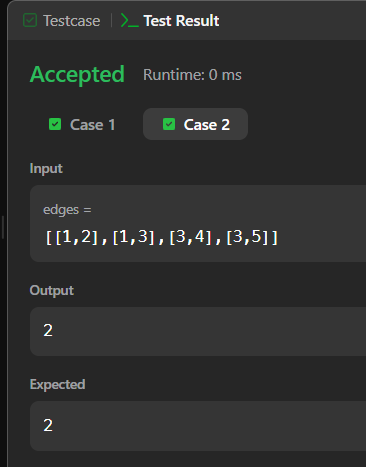 Testcase
Test Result
Accepted Runtime: 0 ms
Case 1 Case 2
Input
edges =
[[1,2],[1,3],[3,4],[3,5]]
Output
2
Expected
2